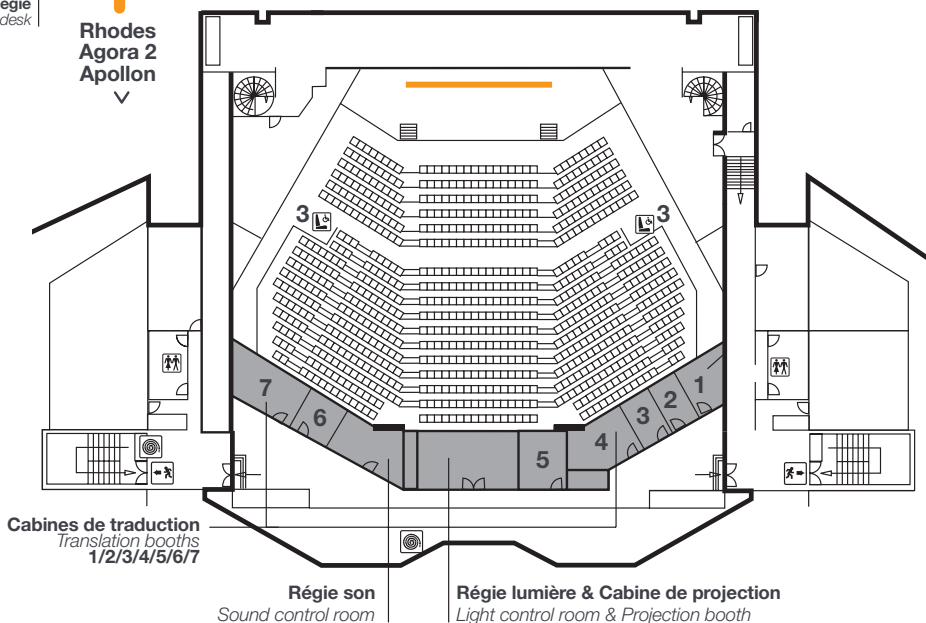 desk
Rhodes
Agora 2
Apollon
3
3
7
6
5
4
3
2
1
Cabines de traduction
Translation booths
1/2/3/4/5/6/7
Régie son
Sound control room
Régie lumière & Cabine de projection
Light control room & Projection booth